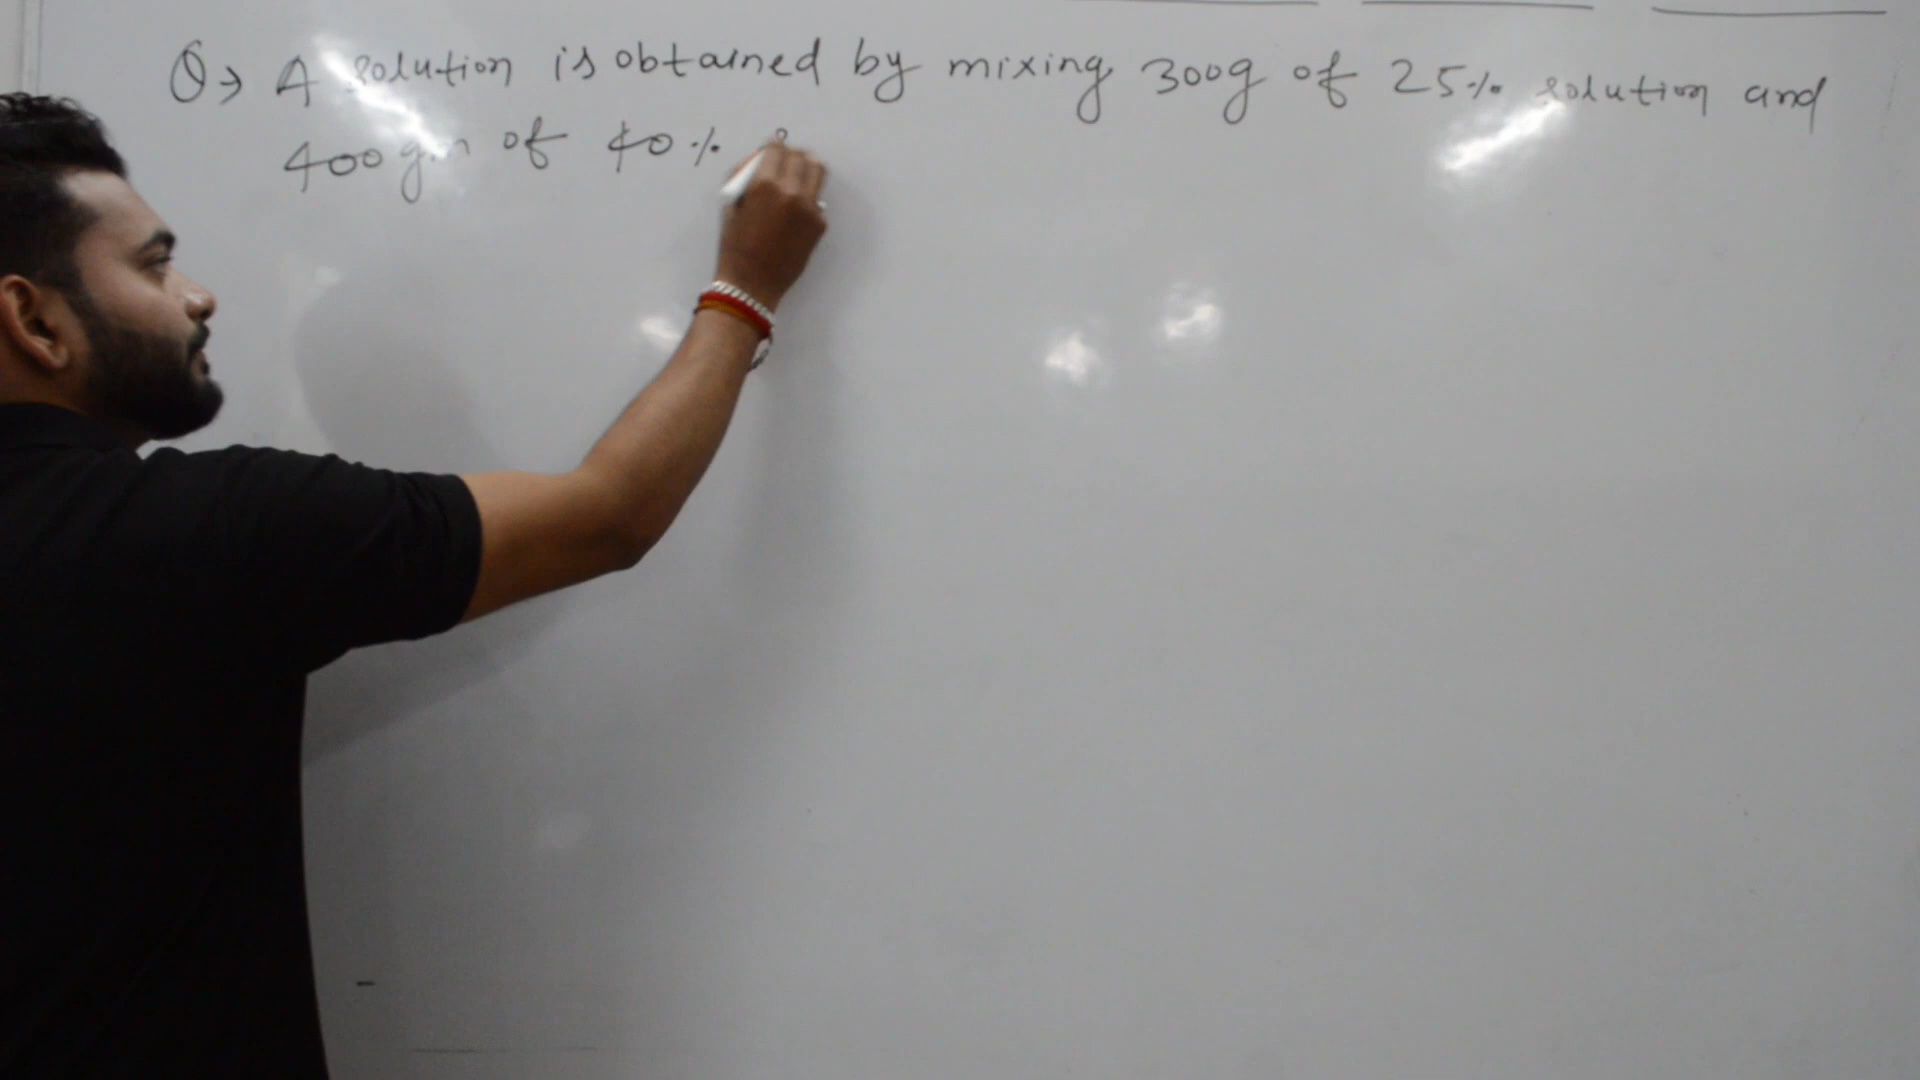 Q→ A solution is obtained by mixing 300g of 25% solution and
400gm of 40%